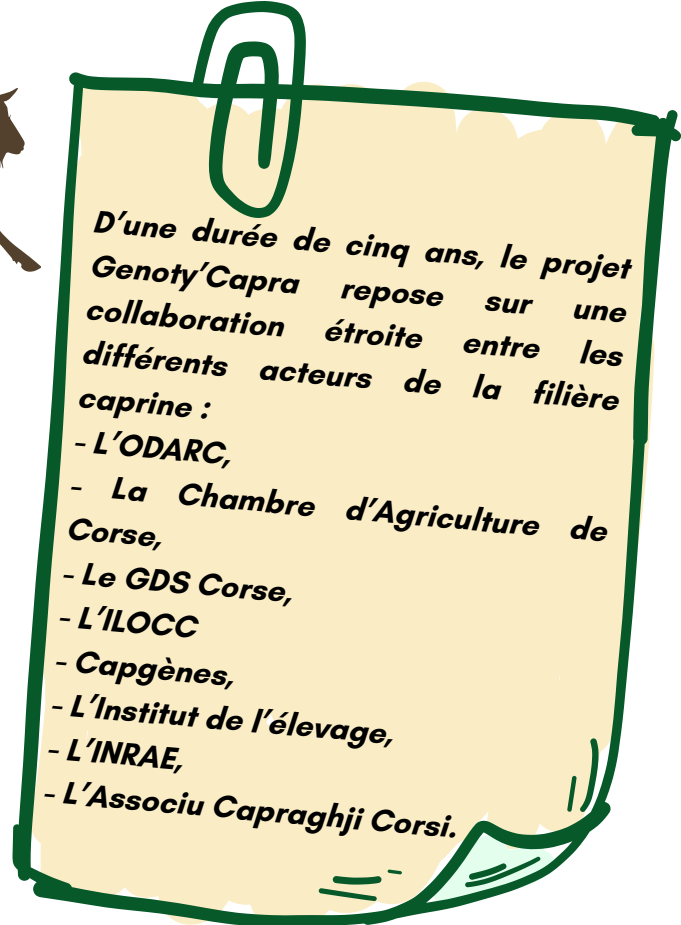 D'une durée de cinq ans, le projet
Genoty'Capra repose sur une
collaboration étroite entre les
différents acteurs de la filière
caprine :
- L'ODARC,
- La Chambre d'Agriculture de
Corse,
- Le GDS Corse,
- L'ILOCC
- Capgènes,
- L'Institut de l'élevage,
- L'INRAE,
- L'Associu Capraghji Corsi.